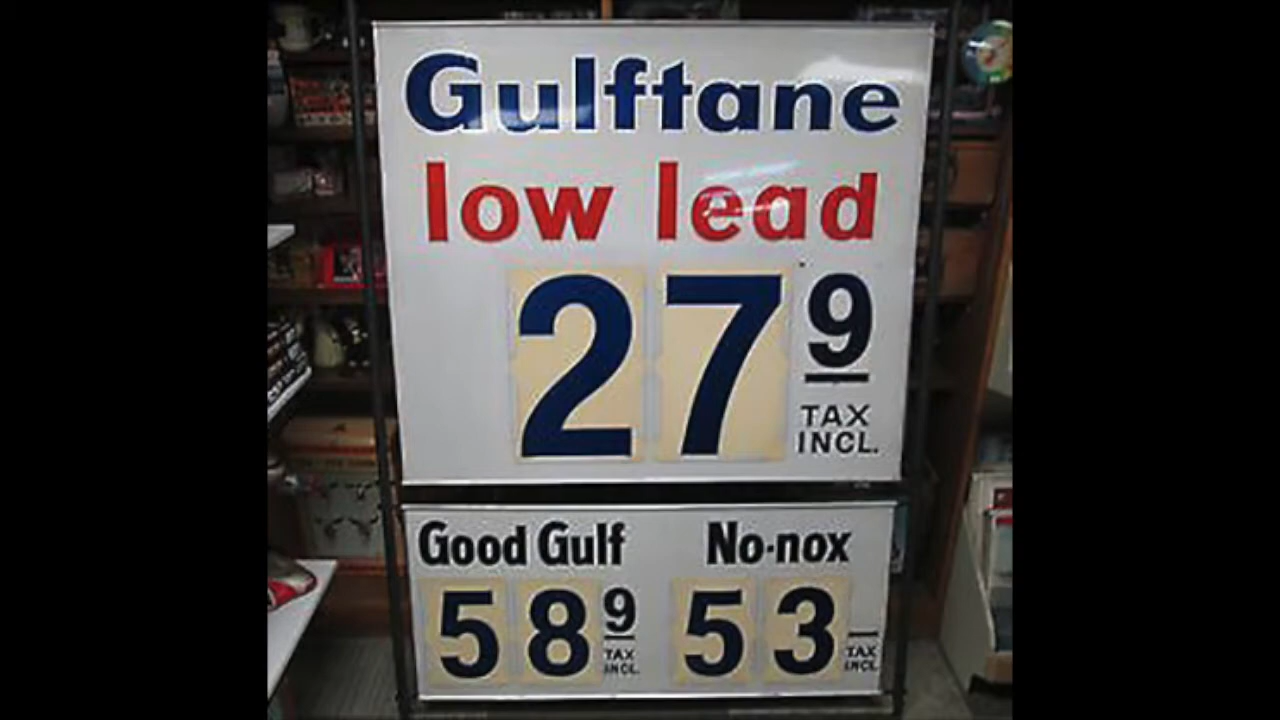 Gulftane
low lead
27 9
TAX
INCL.
Good Gulf No-nox
58 9 53
TAX TAX
INCL. INCL.